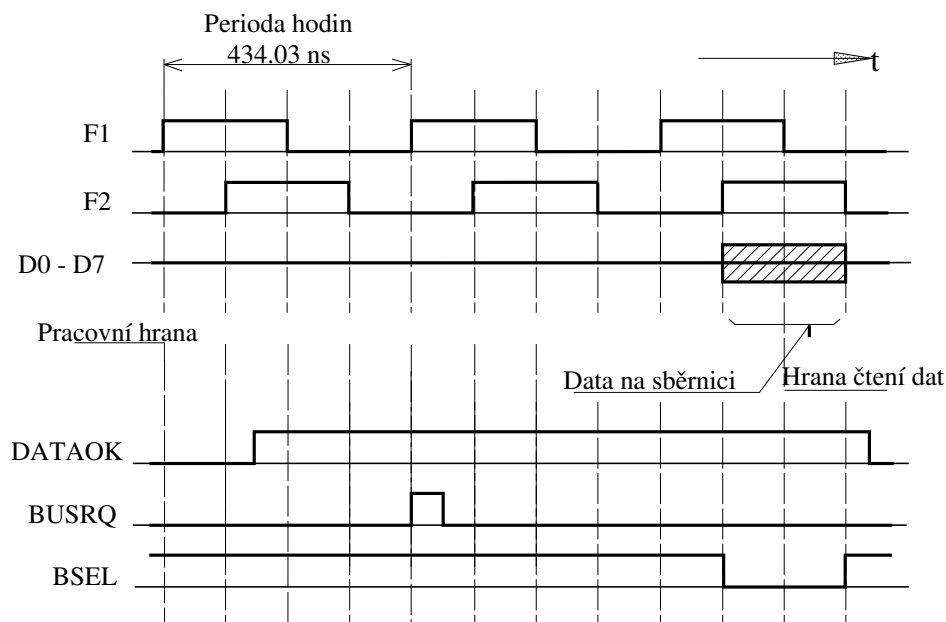 Perioda hodin
434.03 ns
t
F1
F2
D0 - D7
Pracovní hrana
Data na sběrnici
Hrana čtení dat
DATAOK
BUSRQ
BSEL